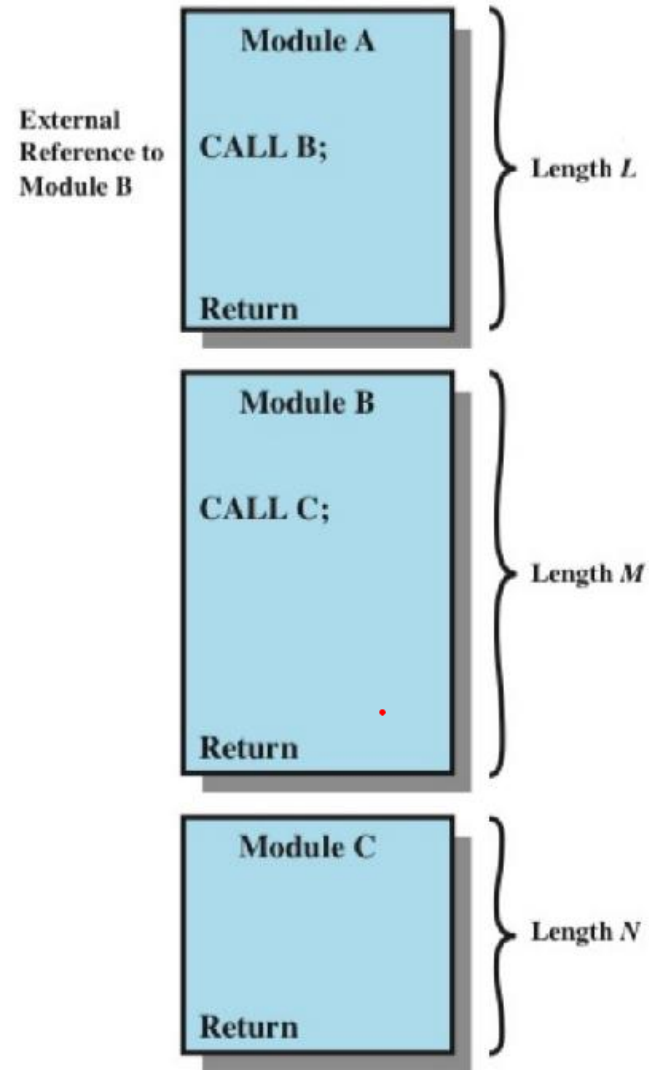 Module A
External
Reference to
Module B
CALL B;
Length L
Return
Module B
CALL C;
Length M
Return
Module C
Length N
Return